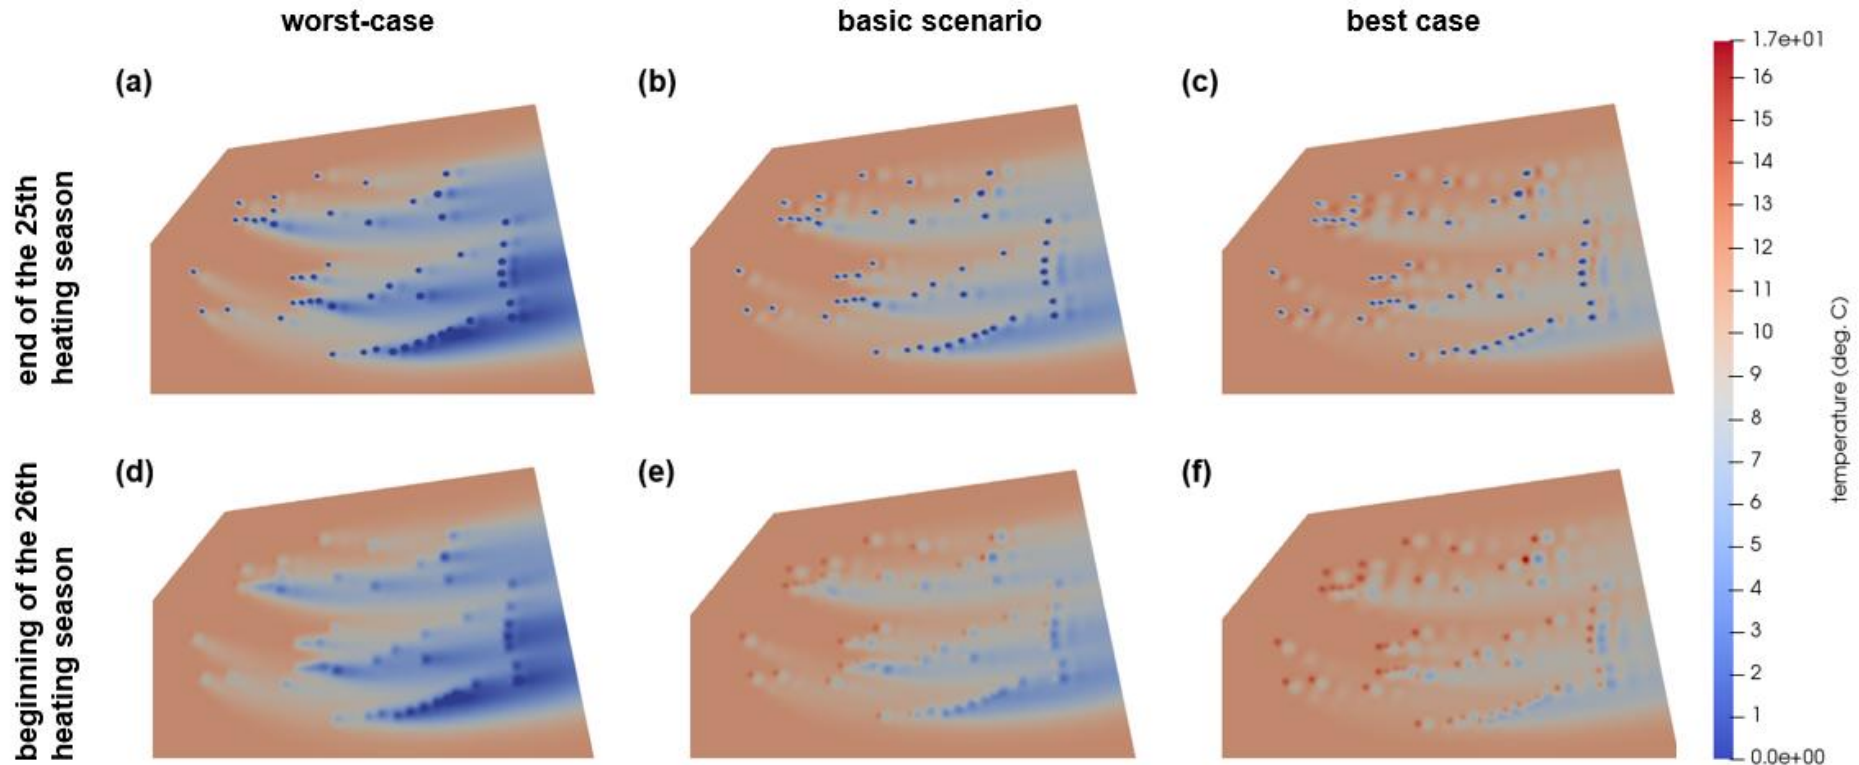 worst-case
basic scenario
best case
(a)
(b)
(c)
end of the 25th
heating season
(d)
(e)
(f)
beginning of the 26th
heating season
1.7e+01
16
15
14
13
12
11
10
9
8
7
6
5
4
3
2
1
0.0e+00
temperature (deg. C)